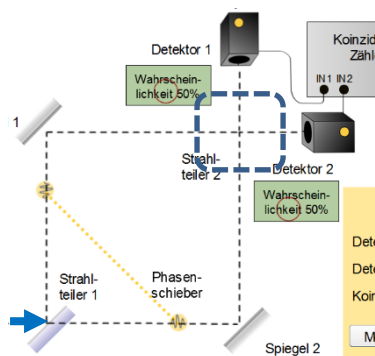 Detektor 1
Koinzid
Zähle
IN1 IN2
Wahrschein-
lichkeit 50%
1
Strahl-
teiler 2
Detektor 2
Wahrschein-
lichkeit 50%
Strahl-
teiler 1
Phasen-
schieber
Dete
Dete
Koin
M
Spiegel 2